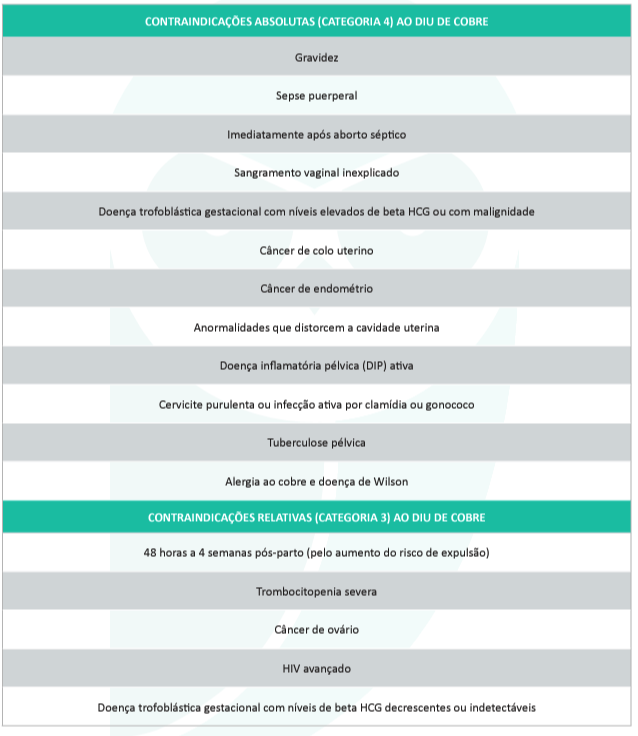 CONTRAINDICAÇÕES ABSOLUTAS (CATEGORIA 4) AO DIU DE COBRE
Gravidez
Sepse puerperal
Imediatamente após aborto séptico
Sangramento vaginal inexplicado
Doença trofoblástica gestacional com níveis elevados de beta HCG ou com malignidade
Câncer de colo uterino
Câncer de endométrio
Anormalidades que distorcem a cavidade uterina
Doença inflamatória pélvica (DIP) ativa
Cervicite purulenta ou infecção ativa por clamídia ou gonococo
Tuberculose pélvica
Alergia ao cobre e doença de Wilson
CONTRAINDICAÇÕES RELATIVAS (CATEGORIA 3) AO DIU DE COBRE
48 horas a 4 semanas pós-parto (pelo aumento do risco de expulsão)
Trombocitopenia severa
Câncer de ovário
HIV avançado
Doença trofoblástica gestacional com níveis de beta HCG decrescentes ou indetectáveis